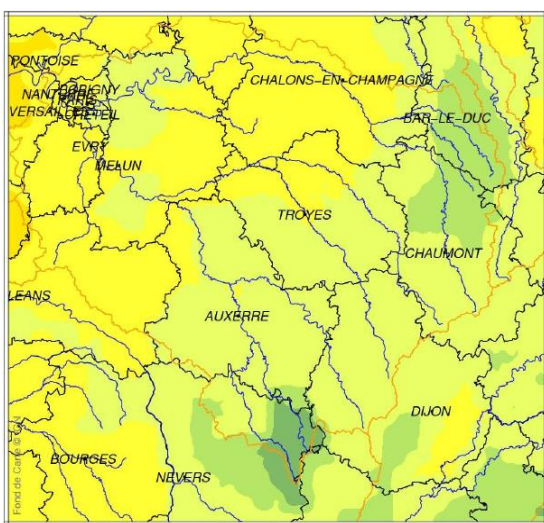 PONTOISE
CHALONS-EN-CHAMPAGNE
BOBIGNY
NANTERRE
PARIS
VERSAILLES
CRETEIL
BAR-LE-DUC
EVRY
MELUN
TROYES
CHAUMONT
LEANS
AUXERRE
DIJON
BOURGES
NEVERS
Fond de Carte © IGN